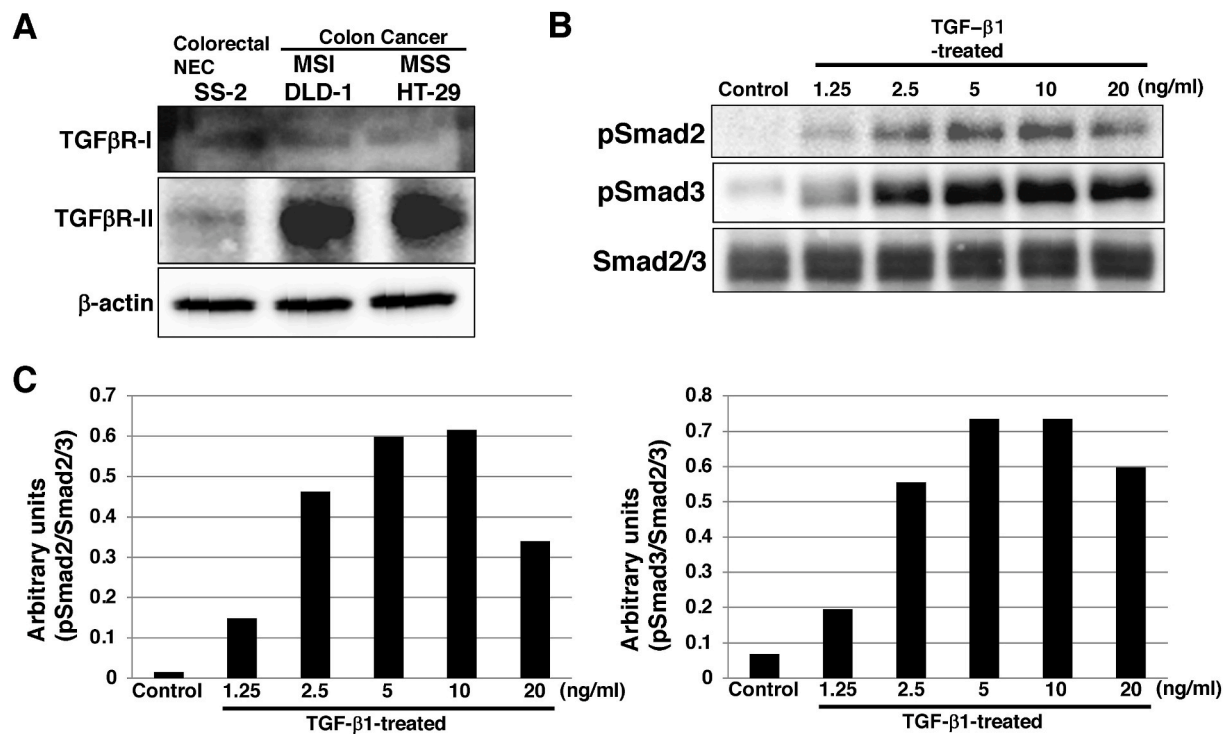 A
Colorectal
NEC
SS-2
Colon Cancer
MSI
DLD-1
MSS
HT-29
TGFβR-I
TGFβR-II
β-actin
B
TGF–β1
-treated
Control 1.25 2.5 5 10 20 (ng/ml)
pSmad2
pSmad3
Smad2/3
C
Arbitrary units
(pSmad2/Smad2/3)
0.7
0.6
0.5
0.4
0.3
0.2
0.1
0
Control 1.25 2.5 5 10 20 (ng/ml)
TGF-β1-treated
Arbitrary units
(pSmad3/Smad2/3)
0.8
0.7
0.6
0.5
0.4
0.3
0.2
0.1
0
Control 1.25 2.5 5 10 20 (ng/ml)
TGF-β1-treated